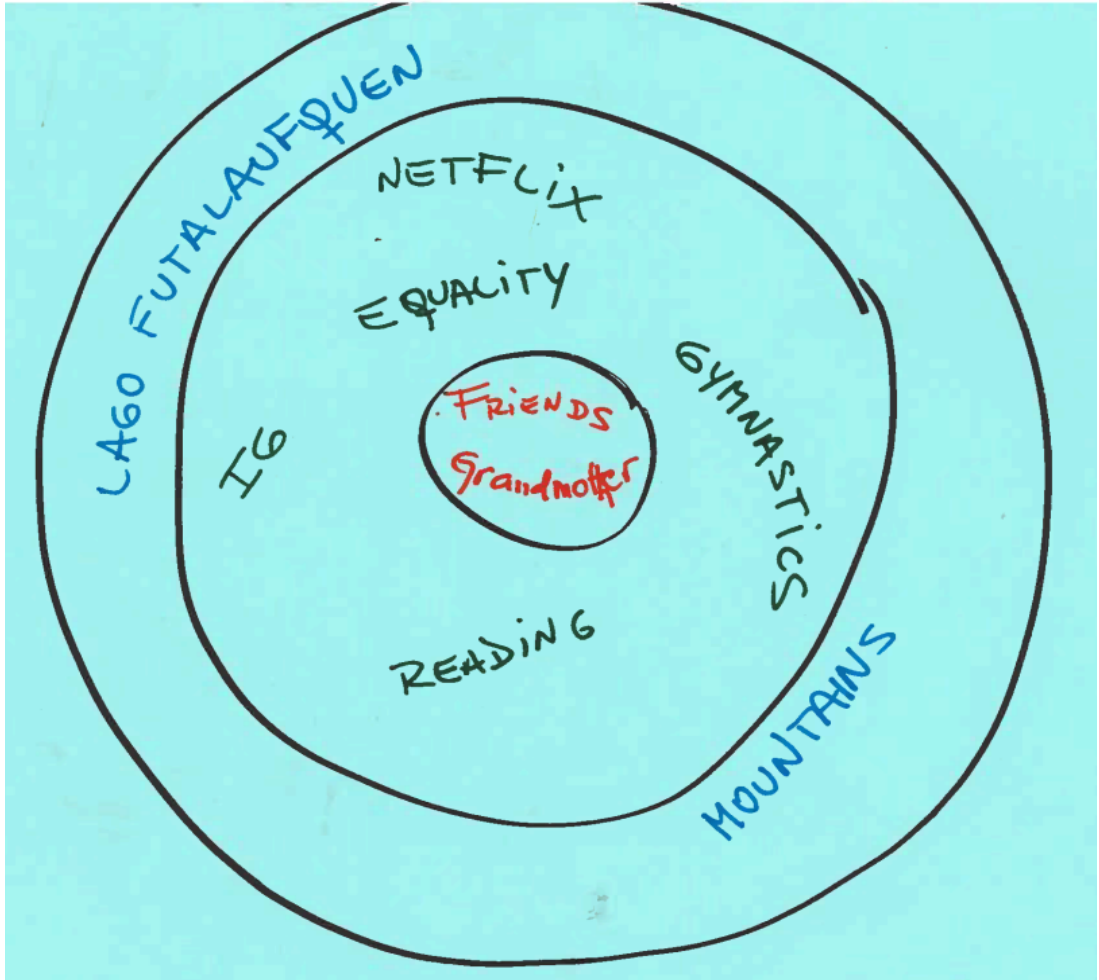 LAGO FUTALAUFQUEN
NETFLiX
EQUALiTY
FRiENDS
Grandmother
GYMNASTiCS
IG
READiNG
MOUNTAINS